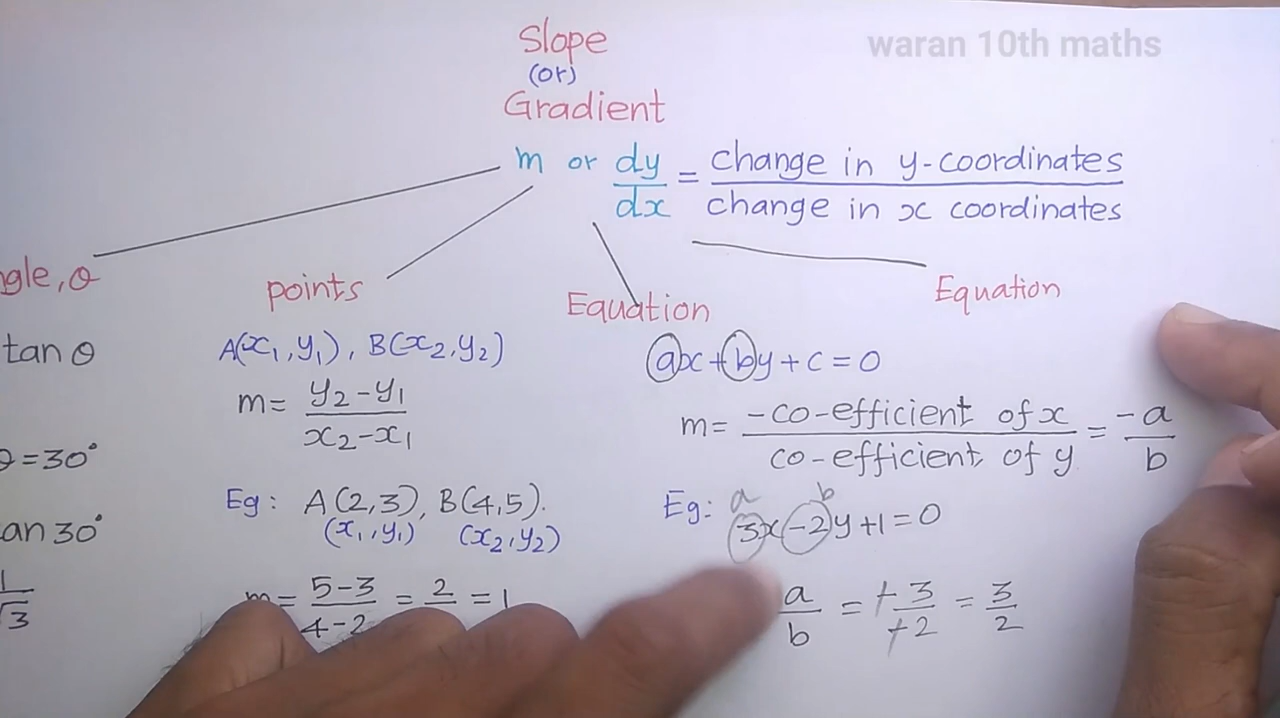 waran 10th maths
Slope
(or)
Gradient
m or dy/dx = change in y-coordinates / change in x coordinates
ngle, θ
tan θ
θ = 30°
an 30°
1/√3
points
A(x₁, y₁), B(x₂, y₂)
m = y₂ - y₁ / x₂ - x₁
Eg: A(2,3), B(4,5).
(x₁, y₁) (x₂, y₂)
m = 5-3 / 4-2 = 2 = 1
Equation
ax + by + c = 0
m = -co-efficient of x / co-efficient of y = -a/b
a b
Eg: 3x - 2y + 1 = 0
a/b = -3/-2 = 3/2
Equation